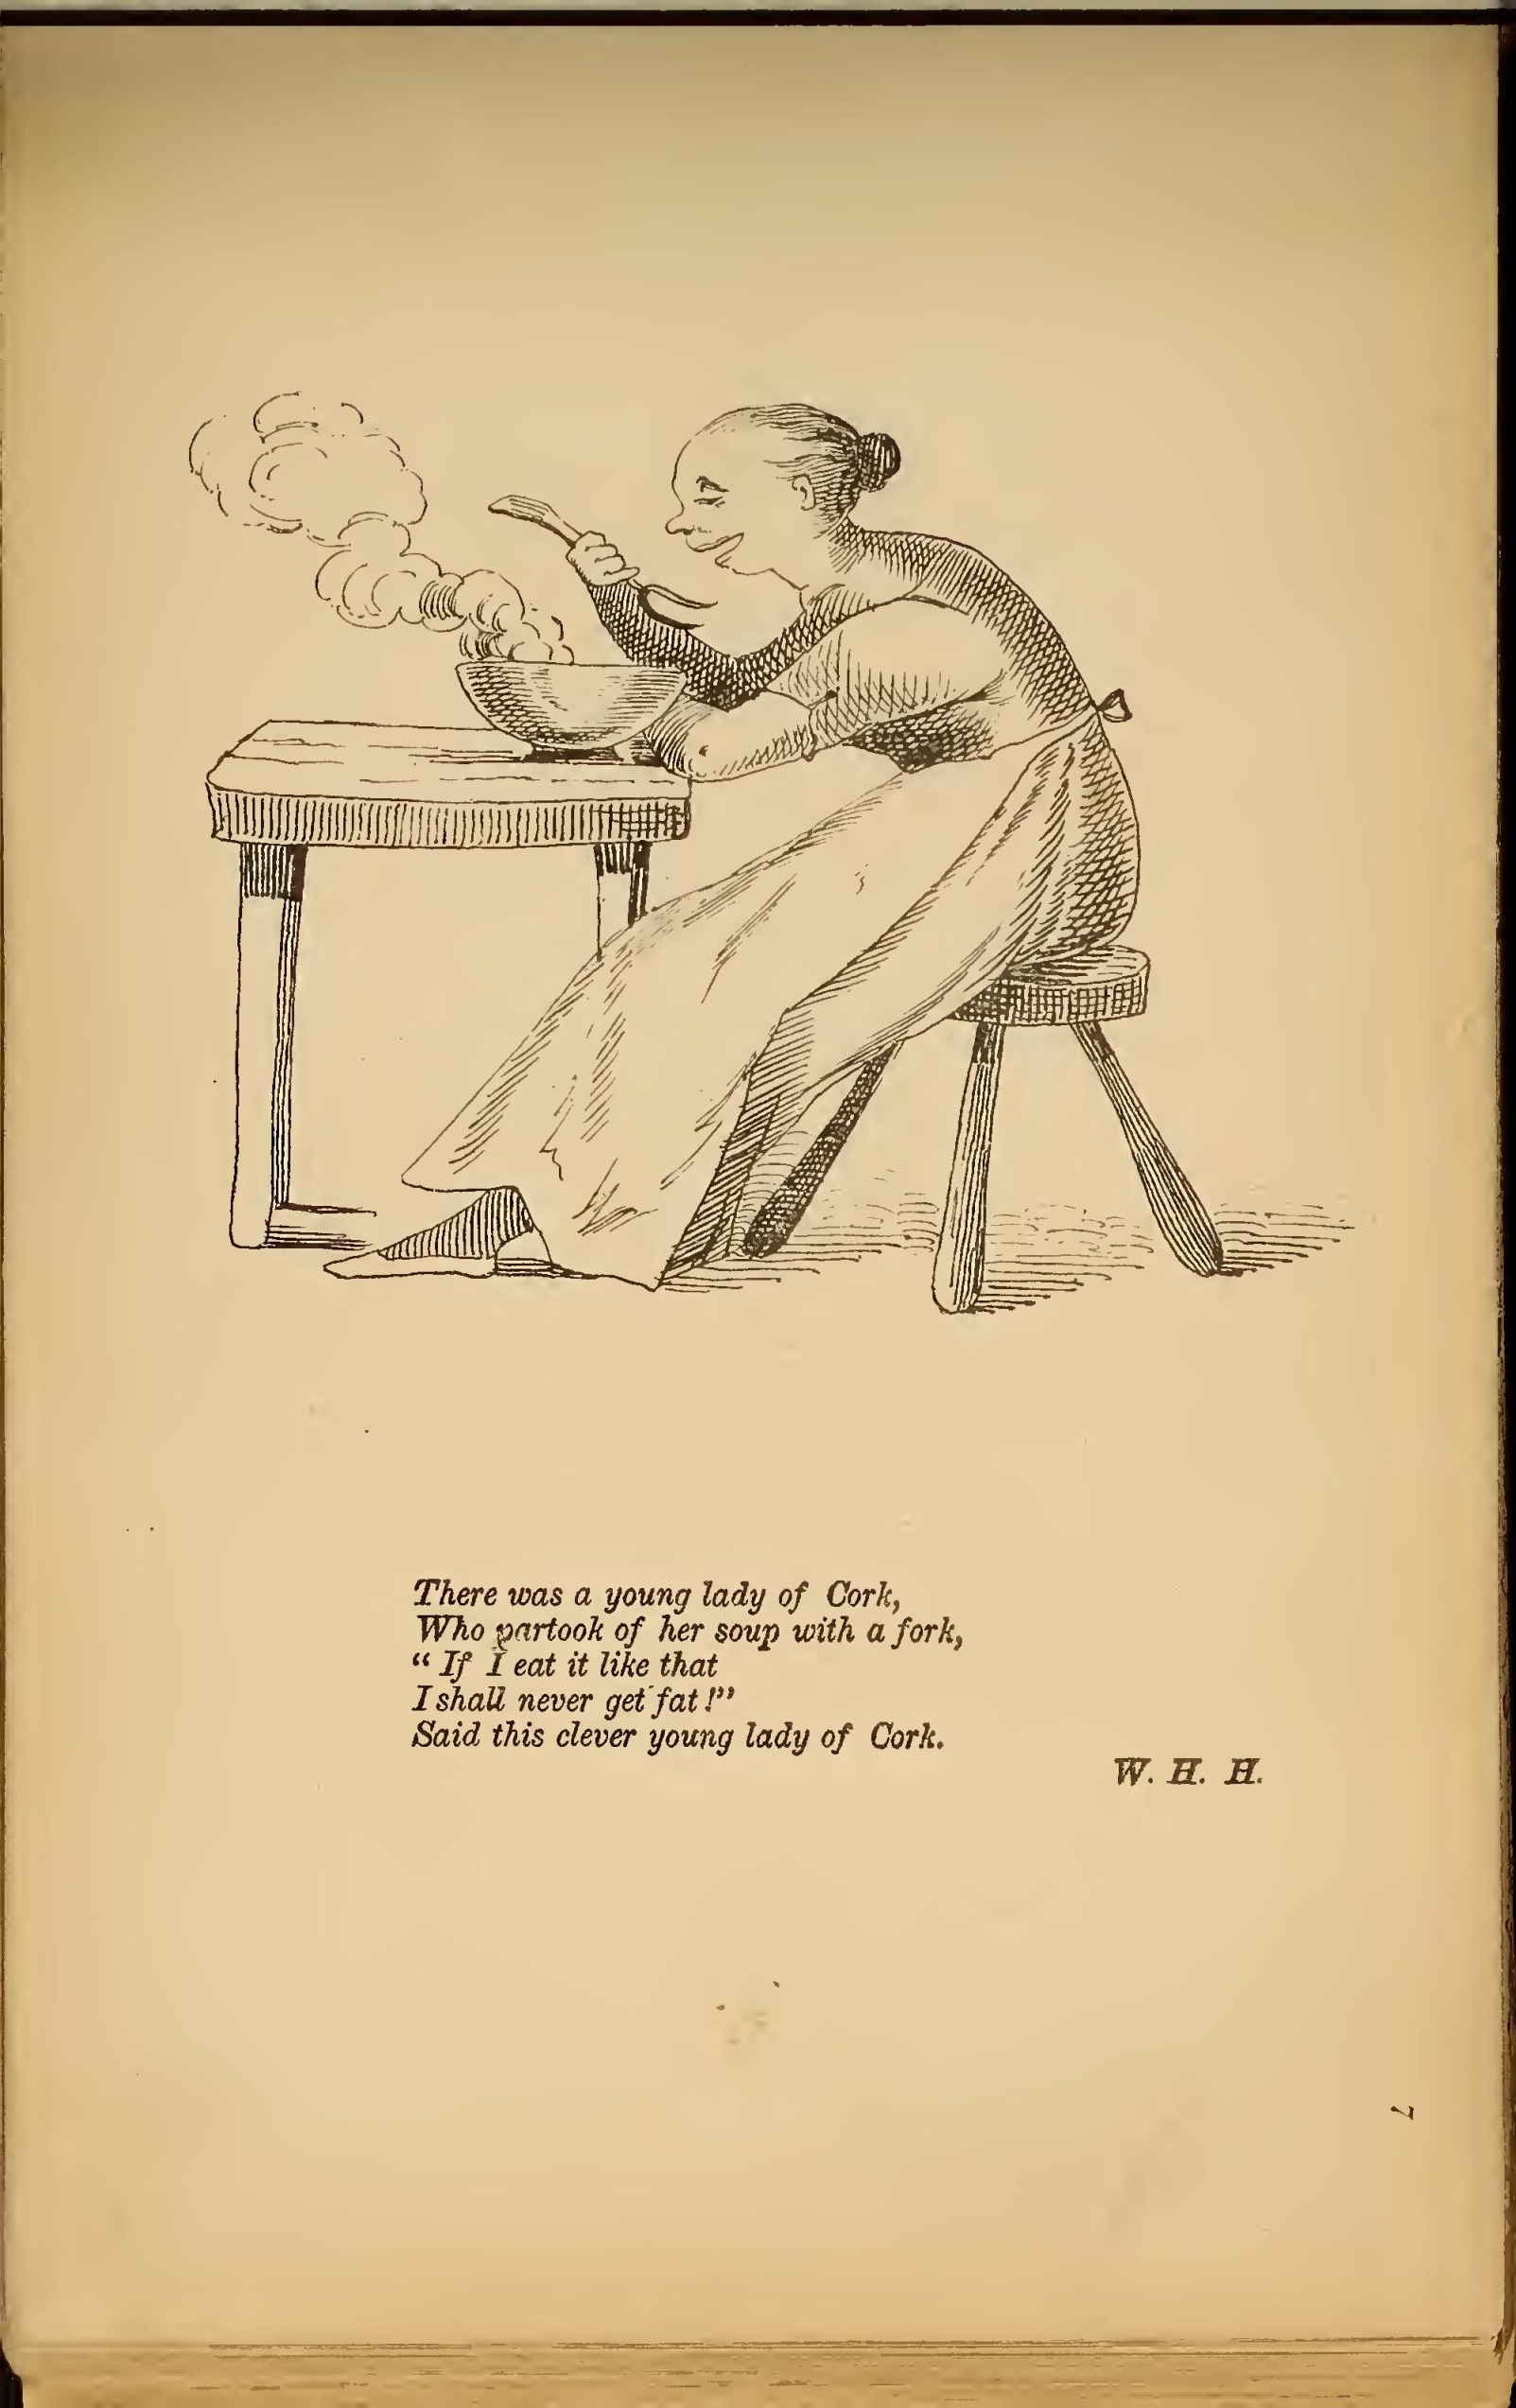 There was a young lady of Cork,
Who partook of her soup with a fork,
“ If I eat it like that
I shall never get fat !”
Said this clever young lady of Cork.
W. H. H.
7